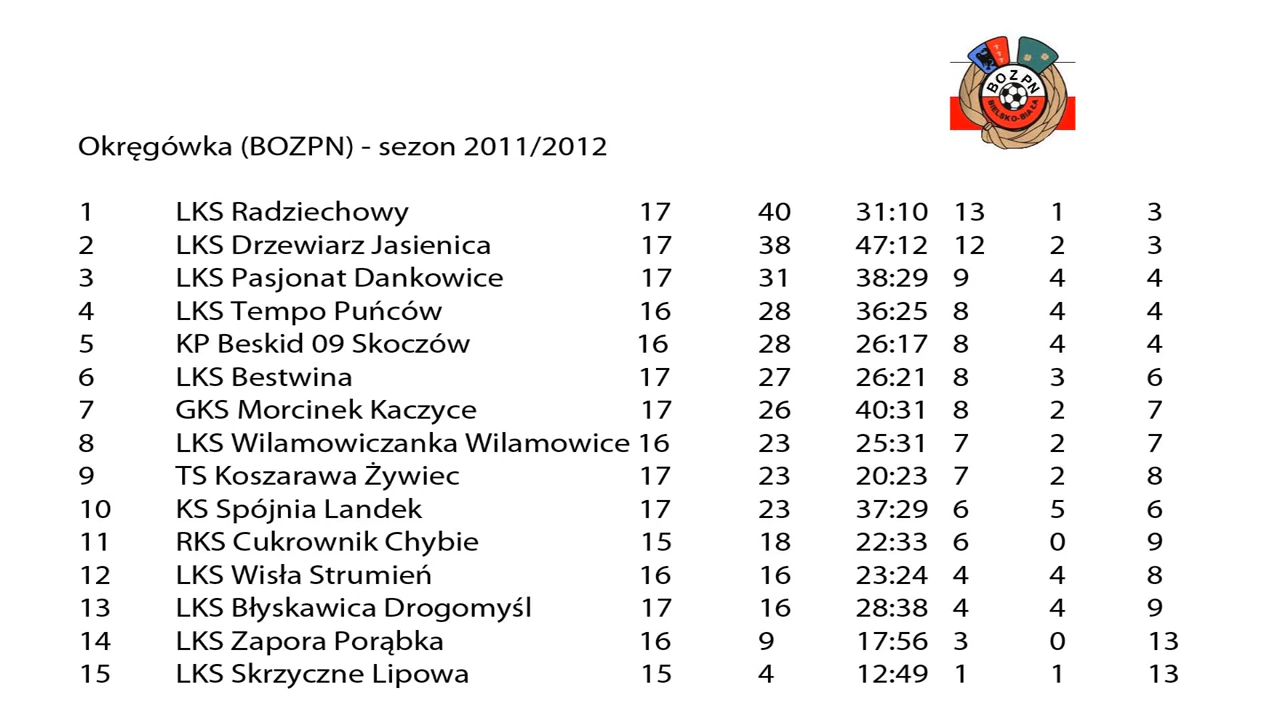 BOZPN
BIELSKO-BIAŁA
Okręgówka (BOZPN) - sezon 2011/2012
1 LKS Radziechowy 17 40 31:10 13 1 3
2 LKS Drzewiarz Jasienica 17 38 47:12 12 2 3
3 LKS Pasjonat Dankowice 17 31 38:29 9 4 4
4 LKS Tempo Puńców 16 28 36:25 8 4 4
5 KP Beskid 09 Skoczów 16 28 26:17 8 4 4
6 LKS Bestwina 17 27 26:21 8 3 6
7 GKS Morcinek Kaczyce 17 26 40:31 8 2 7
8 LKS Wilamowiczanka Wilamowice 16 23 25:31 7 2 7
9 TS Koszarawa Żywiec 17 23 20:23 7 2 8
10 KS Spójnia Landek 17 23 37:29 6 5 6
11 RKS Cukrownik Chybie 15 18 22:33 6 0 9
12 LKS Wisła Strumień 16 16 23:24 4 4 8
13 LKS Błyskawica Drogomyśl 17 16 28:38 4 4 9
14 LKS Zapora Porąbka 16 9 17:56 3 0 13
15 LKS Skrzyczne Lipowa 15 4 12:49 1 1 13